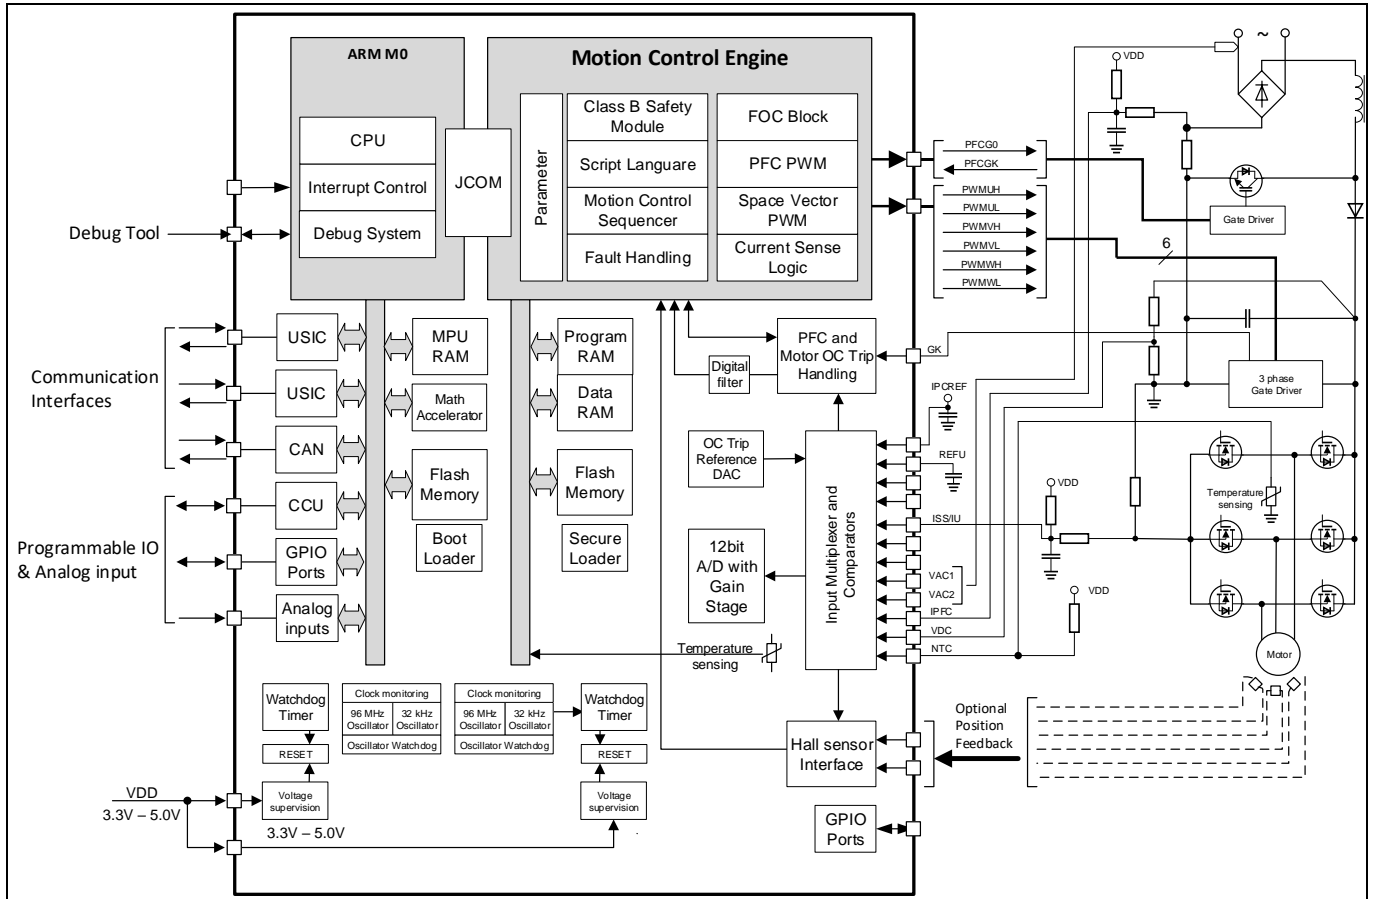 ARM M0
CPU
Interrupt Control
Debug System
JCOM
Motion Control Engine
Parameter
Class B Safety
Module
Script Languare
Motion Control
Sequencer
Fault Handling
FOC Block
PFC PWM
Space Vector
PWM
Current Sense
Logic
Debug Tool
Communication
Interfaces
Programmable IO
& Analog input
USIC
USIC
CAN
CCU
GPIO
Ports
Analog
inputs
MPU
RAM
Math
Accelerator
Flash
Memory
Boot
Loader
Program
RAM
Data
RAM
Flash
Memory
Secure
Loader
PFC and
Motor OC Trip
Handling
Digital
filter
OC Trip
Reference
DAC
12bit
A/D with
Gain
Stage
Input Multiplexer and
Comparators
Temperature
sensing
Hall sensor
Interface
GPIO
Ports
Watchdog
Timer
RESET
Voltage
supervision
3.3V – 5.0V
Clock monitoring
96 MHz
Oscillator
32 kHz
Oscillator
Oscillator Watchdog
Clock monitoring
96 MHz
Oscillator
32 kHz
Oscillator
Oscillator Watchdog
Watchdog
Timer
RESET
Voltage
supervision
VDD
3.3V – 5.0V
PFCG0
PFCGK
PWMUH
PWMUL
PWMVH
PWMVL
PWMWH
PWMWL
GK
IPCREF
REFU
ISS/IU
VAC1
VAC2
IPFC
VDC
NTC
VDD
~
Gate Driver
6
3 phase
Gate Driver
VDD
Temperature
sensing
VDD
Motor
Optional
Position
Feedback